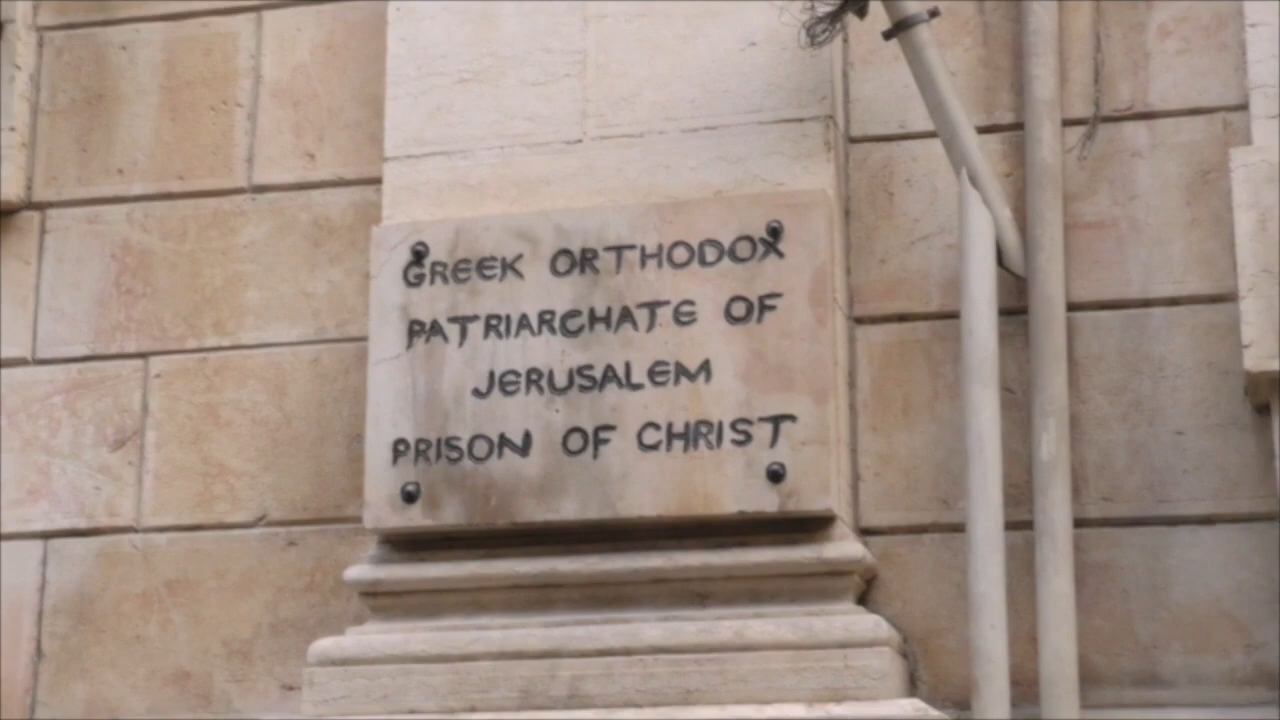 GREEK ORTHODOX
PATRIARCHATE OF
JERUSALEM
PRISON OF CHRIST